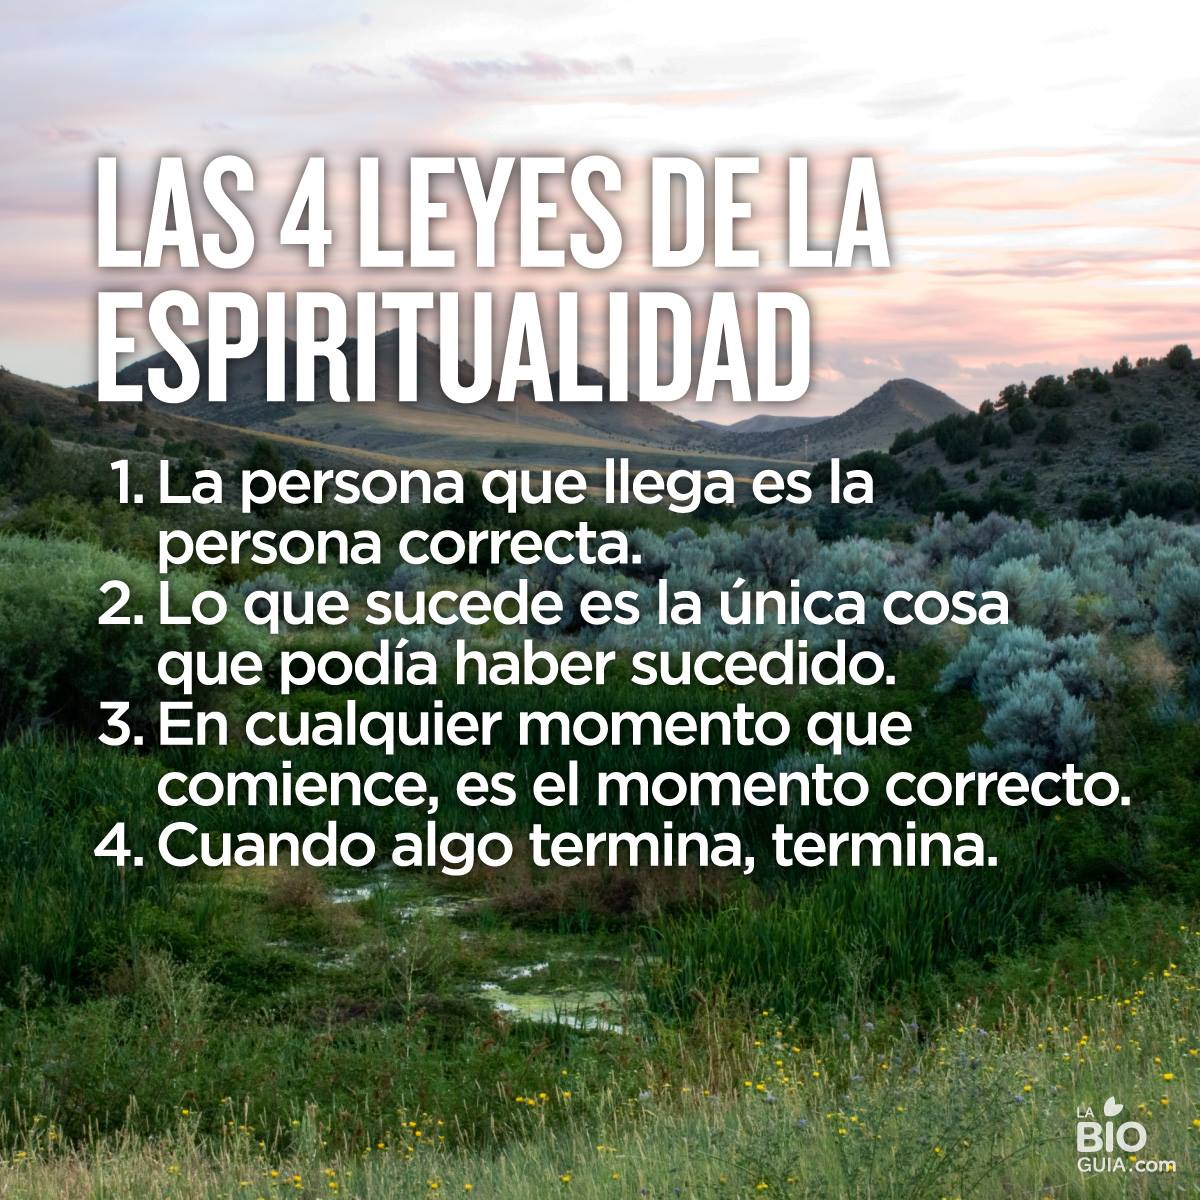 LAS 4 LEYES DE LA
ESPIRITUALIDAD
1. La persona que llega es la
persona correcta.
2. Lo que sucede es la única cosa
que podía haber sucedido.
3. En cualquier momento que
comience, es el momento correcto.
4. Cuando algo termina, termina.
LA
BIO
GUIA.com